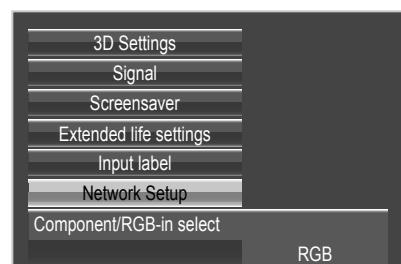 3D Settings
Signal
Screensaver
Extended life settings
Input label
Network Setup
Component/RGB-in select
RGB